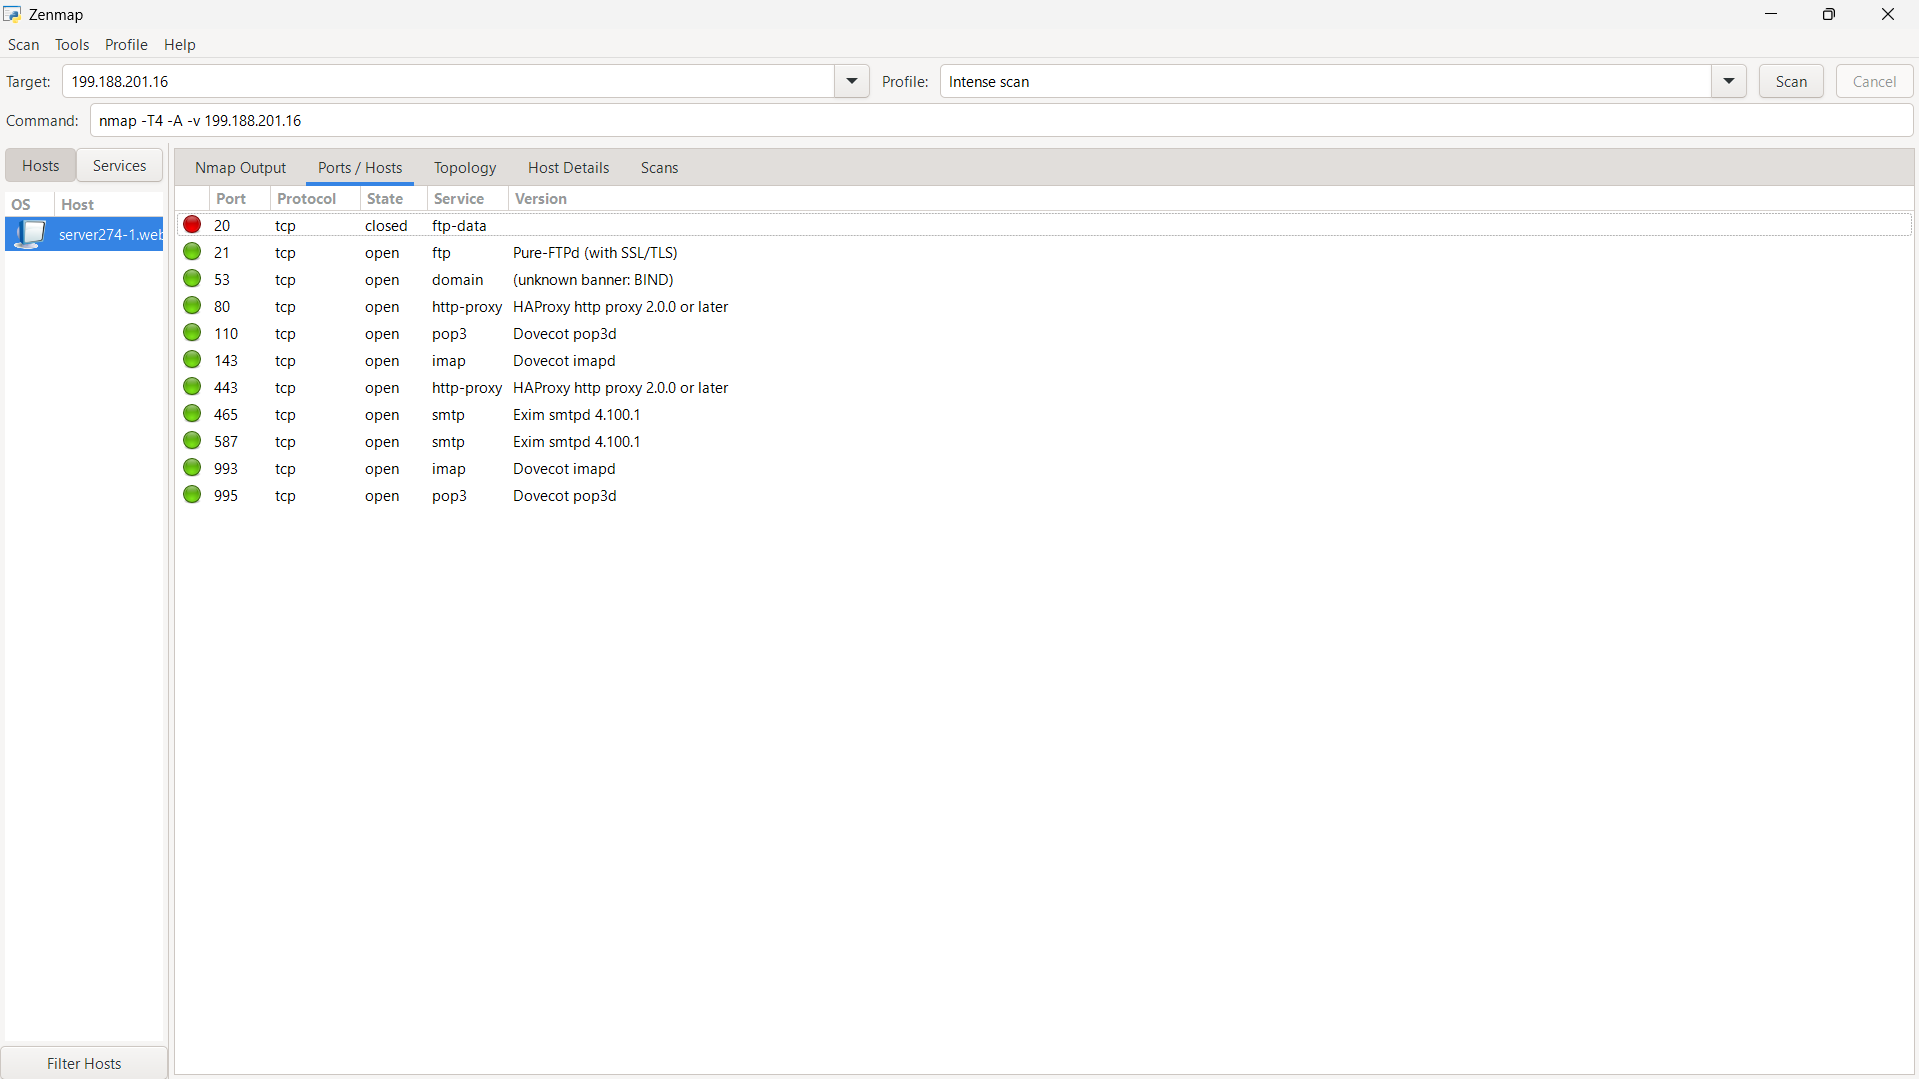 Zenmap
Scan Tools Profile Help
Target: 199.188.201.16 Profile: Intense scan Scan Cancel
Command: nmap -T4 -A -v 199.188.201.16
Hosts Services
Nmap Output Ports / Hosts Topology Host Details Scans
OS Host
server274-1.web
Port Protocol State Service Version
20 tcp closed ftp-data
21 tcp open ftp Pure-FTPd (with SSL/TLS)
53 tcp open domain (unknown banner: BIND)
80 tcp open http-proxy HAProxy http proxy 2.0.0 or later
110 tcp open pop3 Dovecot pop3d
143 tcp open imap Dovecot imapd
443 tcp open http-proxy HAProxy http proxy 2.0.0 or later
465 tcp open smtp Exim smtpd 4.100.1
587 tcp open smtp Exim smtpd 4.100.1
993 tcp open imap Dovecot imapd
995 tcp open pop3 Dovecot pop3d
Filter Hosts